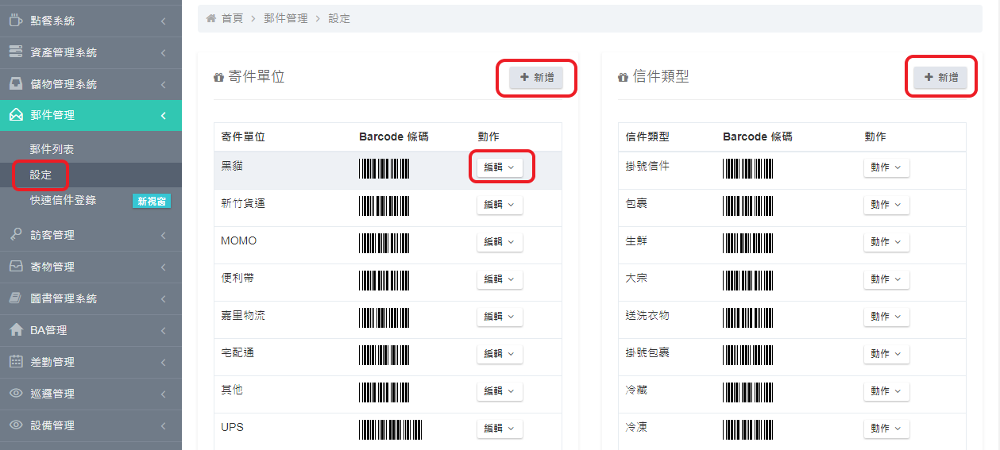 點餐系統
資產管理系統
儲物管理系統
郵件管理
郵件列表
設定
快速信件登錄 新視窗
訪客管理
寄物管理
圖書管理系統
BA管理
差勤管理
巡邏管理
設備管理
首頁 > 郵件管理 > 設定
寄件單位 + 新增
寄件單位 Barcode 條碼 動作
黑貓 編輯
新竹貨運 編輯
MOMO 編輯
便利帶 編輯
嘉里物流 編輯
宅配通 編輯
其他 編輯
UPS 編輯
信件類型 + 新增
信件類型 Barcode 條碼 動作
掛號信件 動作
包裹 動作
生鮮 動作
大宗 動作
送洗衣物 動作
掛號包裹 動作
冷藏 動作
冷凍 動作